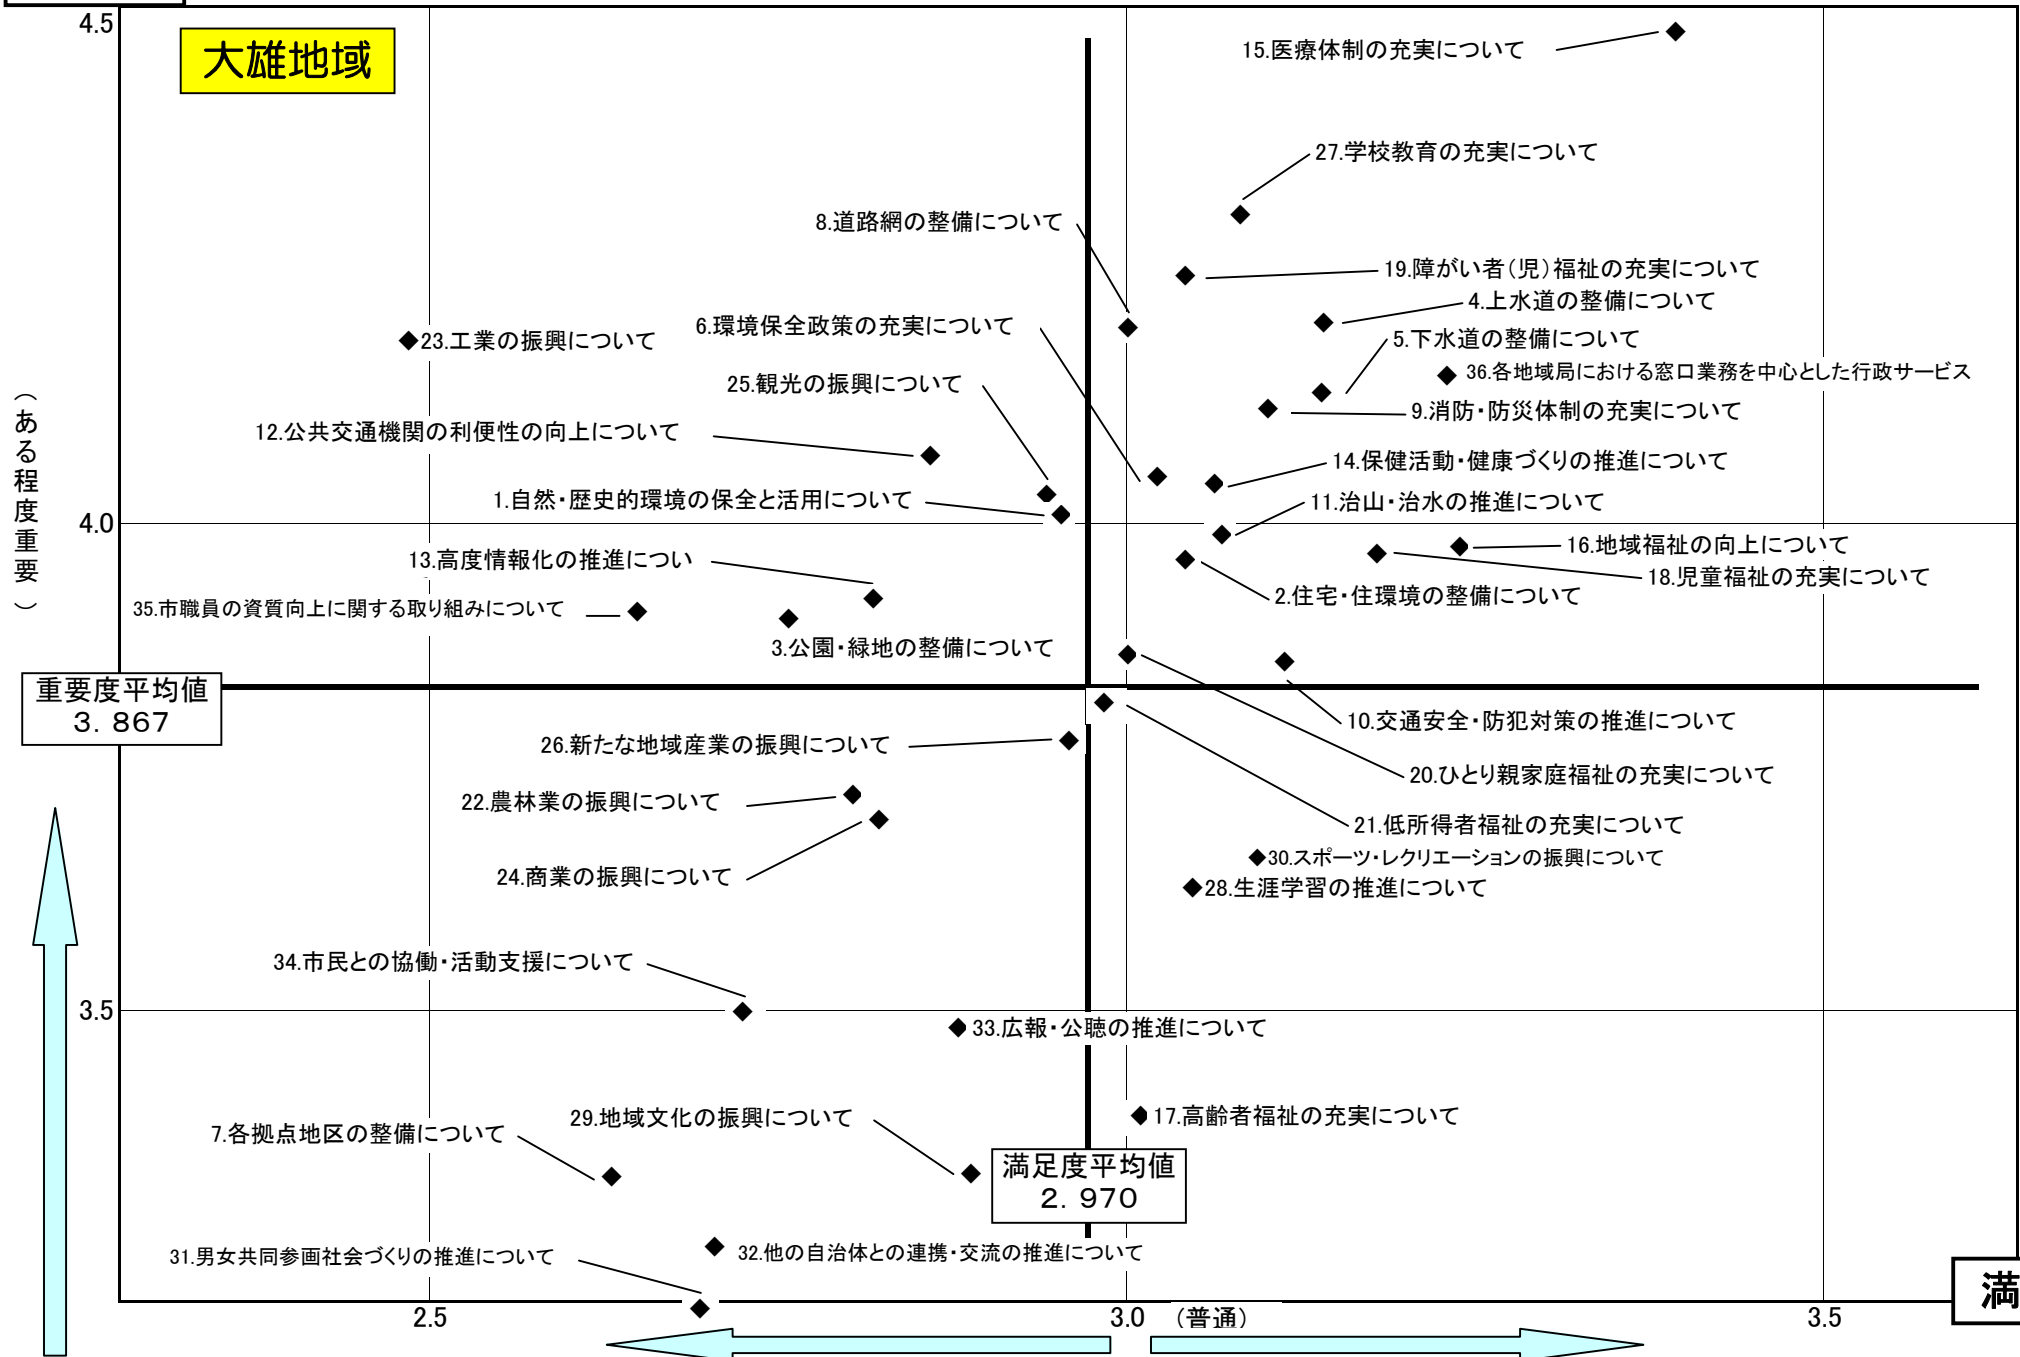 4.5
大雄地域
15.医療体制の充実について
27.学校教育の充実について
8.道路網の整備について
19.障がい者(児)福祉の充実について
4.上水道の整備について
6.環境保全政策の充実について
23.工業の振興について
5.下水道の整備について
36.各地域局における窓口業務を中心とした行政サービス
25.観光の振興について
9.消防・防災体制の充実について
12.公共交通機関の利便性の向上について
14.保健活動・健康づくりの推進について
1.自然・歴史的環境の保全と活用について
11.治山・治水の推進について
(ある程度重要)
4.0
16.地域福祉の向上について
13.高度情報化の推進につい
18.児童福祉の充実について
2.住宅・住環境の整備について
35.市職員の資質向上に関する取り組みについて
3.公園・緑地の整備について
重要度平均値
3.867
10.交通安全・防犯対策の推進について
26.新たな地域産業の振興について
20.ひとり親家庭福祉の充実について
22.農林業の振興について
21.低所得者福祉の充実について
30.スポーツ・レクリエーションの振興について
24.商業の振興について
28.生涯学習の推進について
34.市民との協働・活動支援について
3.5
33.広報・公聴の推進について
29.地域文化の振興について
17.高齢者福祉の充実について
7.各拠点地区の整備について
満足度平均値
2.970
31.男女共同参画社会づくりの推進について
32.他の自治体との連携・交流の推進について
満
2.5
3.0
(普通)
3.5